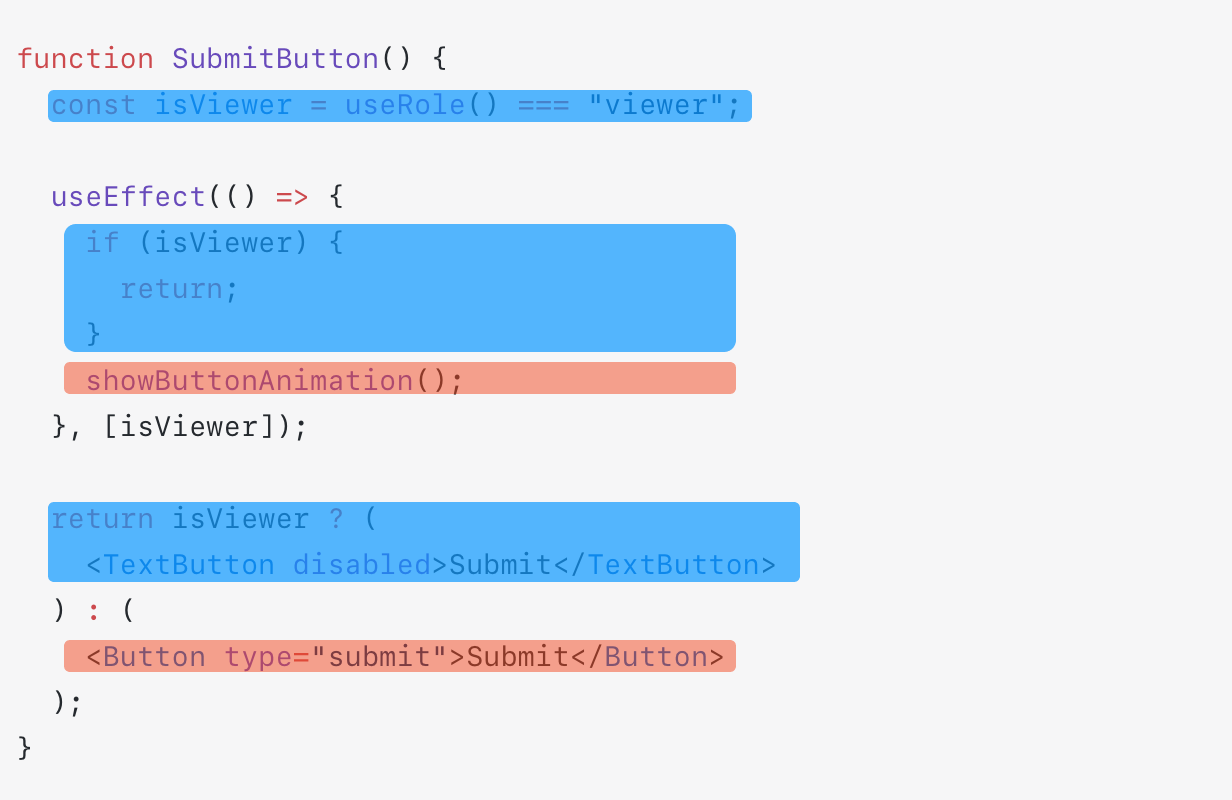 function SubmitButton() {
  const isViewer = useRole() === "viewer";

  useEffect(() => {
    if (isViewer) {
      return;
    }
    showButtonAnimation();
  }, [isViewer]);

  return isViewer ? (
    <TextButton disabled>Submit</TextButton>
  ) : (
    <Button type="submit">Submit</Button>
  );
}